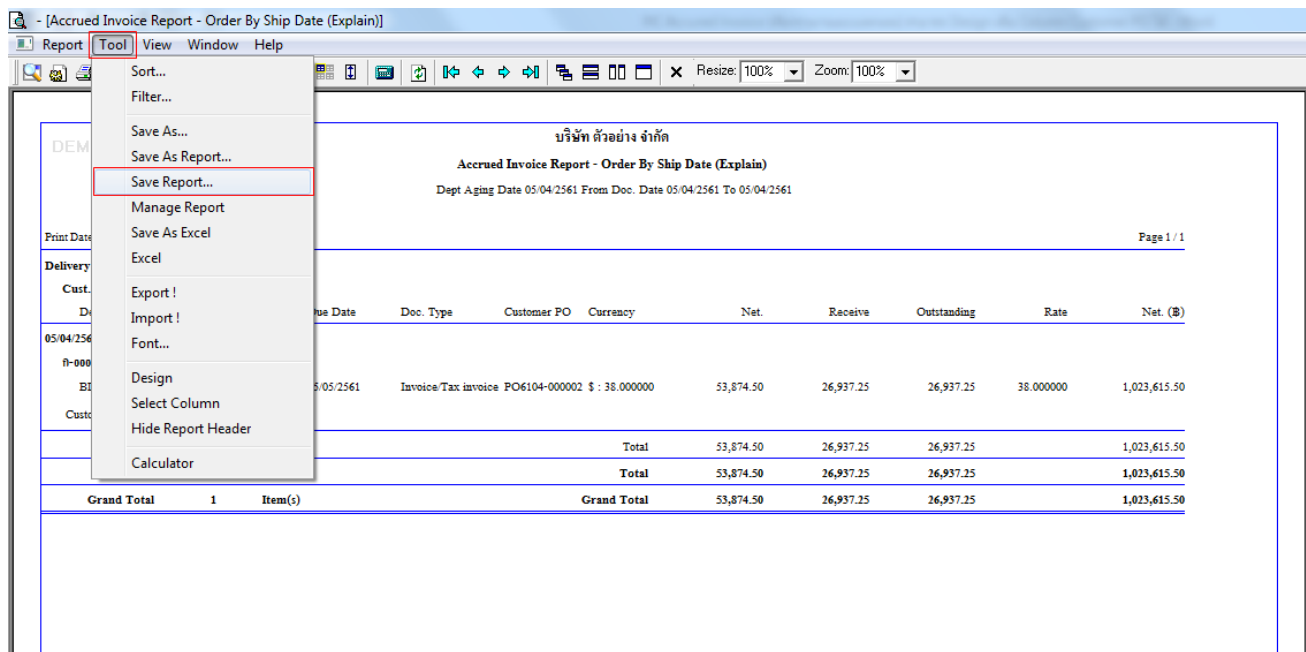 - [Accrued Invoice Report - Order By Ship Date (Explain)]
Report Tool View Window Help
Resize: 100% Zoom: 100%
Sort...
Filter...
Save As...
Save As Report...
Save Report...
Manage Report
Save As Excel
Excel
Export !
Import !
Font...
Design
Select Column
Hide Report Header
Calculator
DEM
บริษัท ตัวอย่าง จำกัด
Accrued Invoice Report - Order By Ship Date (Explain)
Dept Aging Date 05/04/2561 From Doc. Date 05/04/2561 To 05/04/2561
Print Date Page 1 / 1
Delivery
Cust.
ue Date Doc. Type Customer PO Currency Net. Receive Outstanding Rate Net. (฿)
05/04/256
ก-000
5/05/2561 Invoice/Tax invoice PO6104-000002 $ : 38.000000 53,874.50 26,937.25 26,937.25 38.000000 1,023,615.50
Custo
Total 53,874.50 26,937.25 26,937.25 1,023,615.50
Total 53,874.50 26,937.25 26,937.25 1,023,615.50
Grand Total 1 Item(s) Grand Total 53,874.50 26,937.25 26,937.25 1,023,615.50